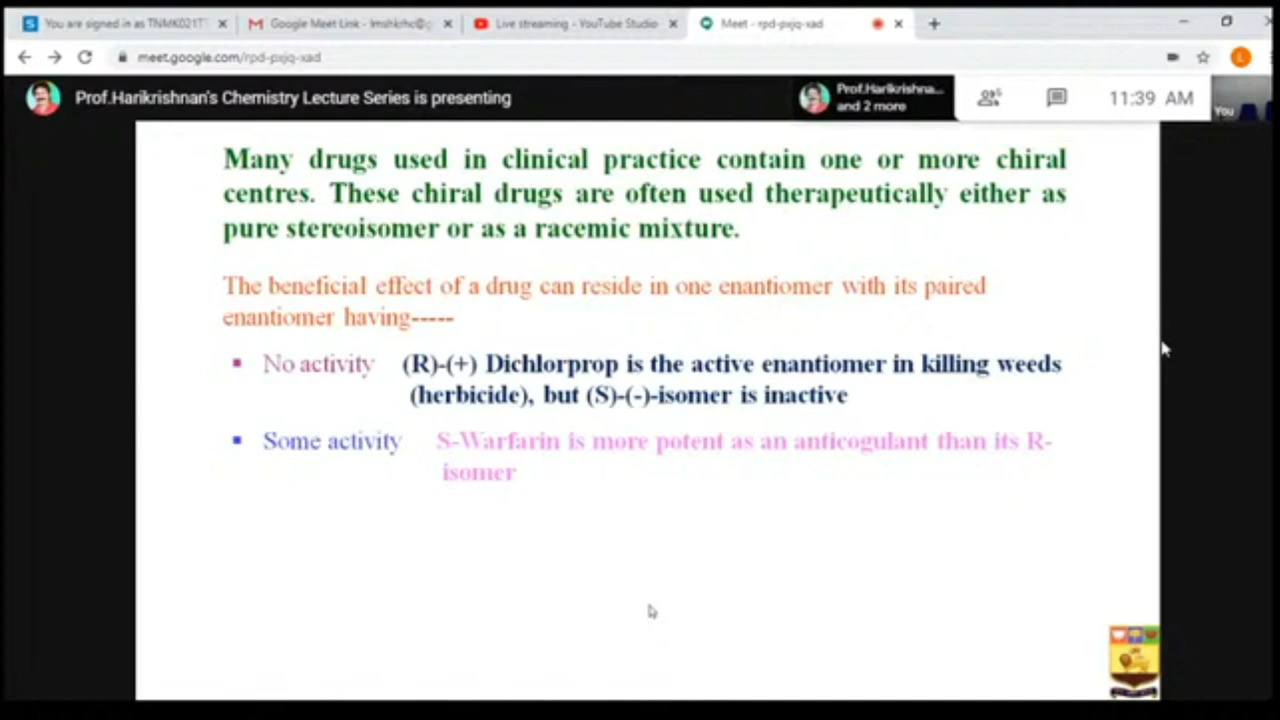 You are signed in as TNMK021T
Google Meet Link - lmshkrhc@g
Live streaming - YouTube Studio
Meet - rpd-pxjq-xad
meet.google.com/rpd-pxjq-xad
L
Prof.Harikrishnan's Chemistry Lecture Series is presenting
Prof.Harikrishna...
and 2 more
5
11:39 AM
You
Many drugs used in clinical practice contain one or more chiral
centres. These chiral drugs are often used therapeutically either as
pure stereoisomer or as a racemic mixture.
The beneficial effect of a drug can reside in one enantiomer with its paired
enantiomer having-----
No activity (R)-(+) Dichlorprop is the active enantiomer in killing weeds
(herbicide), but (S)-(-)-isomer is inactive
Some activity S-Warfarin is more potent as an anticogulant than its R-
isomer